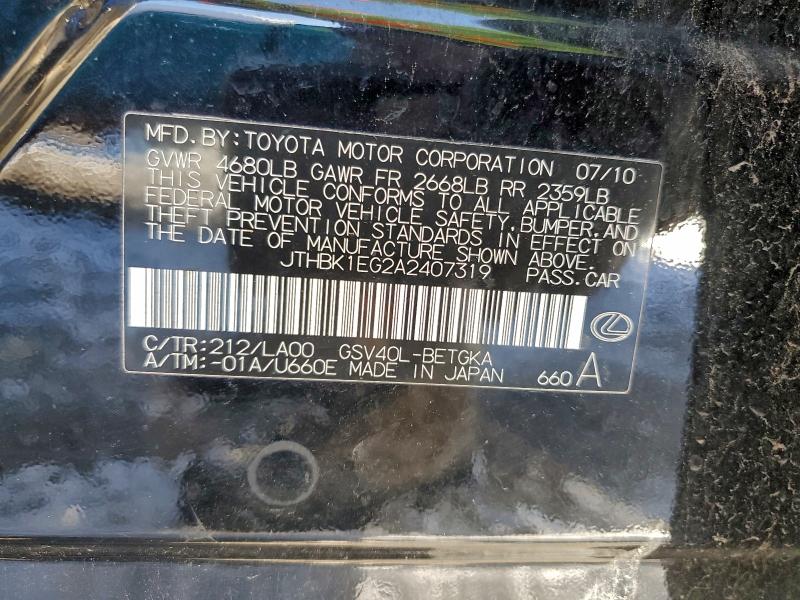 MFD. BY: TOYOTA MOTOR CORPORATION 07/10
GVWR 4680LB GAWR FR 2668LB RR 2359LB
THIS VEHICLE CONFORMS TO ALL APPLICABLE
FEDERAL MOTOR VEHICLE SAFETY, BUMPER, AND
THEFT PREVENTION STANDARDS IN EFFECT ON
THE DATE OF MANUFACTURE SHOWN ABOVE.
JTHBK1EG2A2407319 PASS. CAR
C/TR: 212/LA00 GSV40L-BETGKA
A/TM: -01A/U660E MADE IN JAPAN 660 A